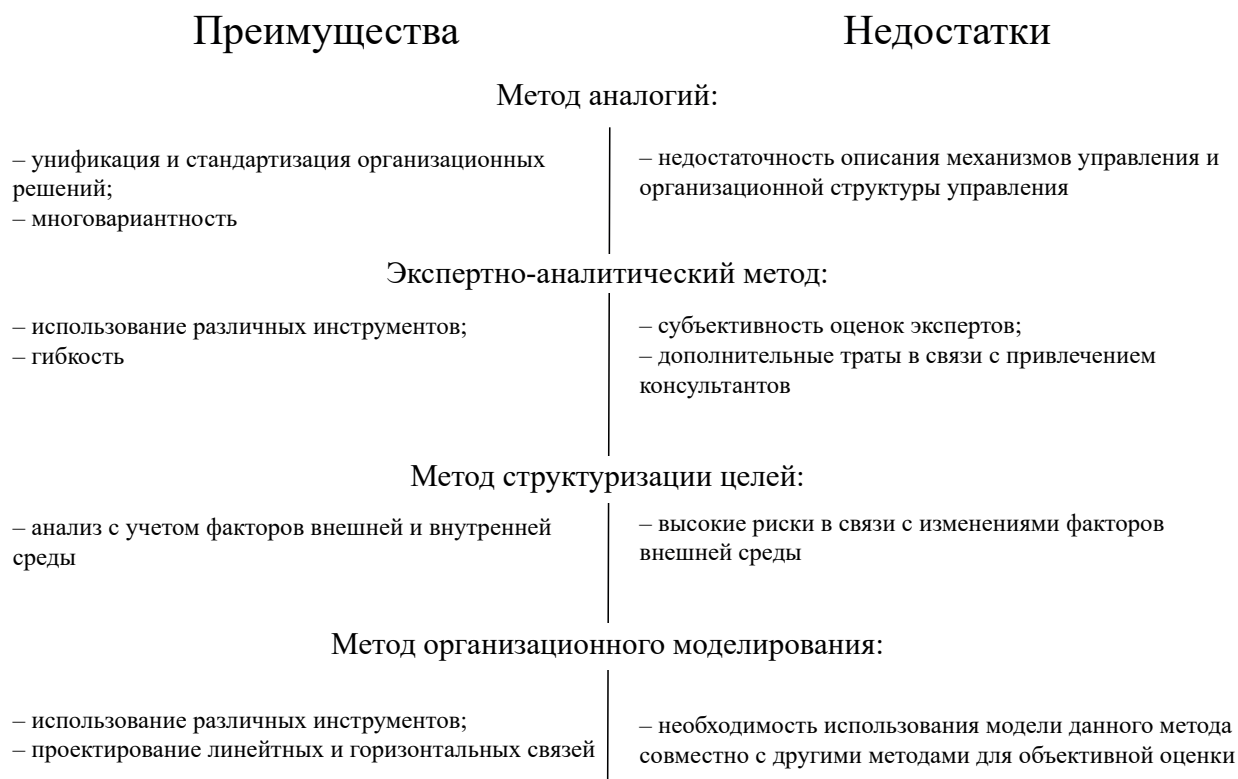 Преимущества
Недостатки
Метод аналогий:
– унификация и стандартизация организационных
решений;
– многовариантность
– недостаточность описания механизмов управления и
организационной структуры управления
Экспертно-аналитический метод:
– использование различных инструментов;
– гибкость
– субъективность оценок экспертов;
– дополнительные траты в связи с привлечением
консультантов
Метод структуризации целей:
– анализ с учетом факторов внешней и внутренней
среды
– высокие риски в связи с изменениями факторов
внешней среды
Метод организационного моделирования:
– использование различных инструментов;
– проектирование линейтных и горизонтальных связей
– необходимость использования модели данного метода
совместно с другими методами для объективной оценки